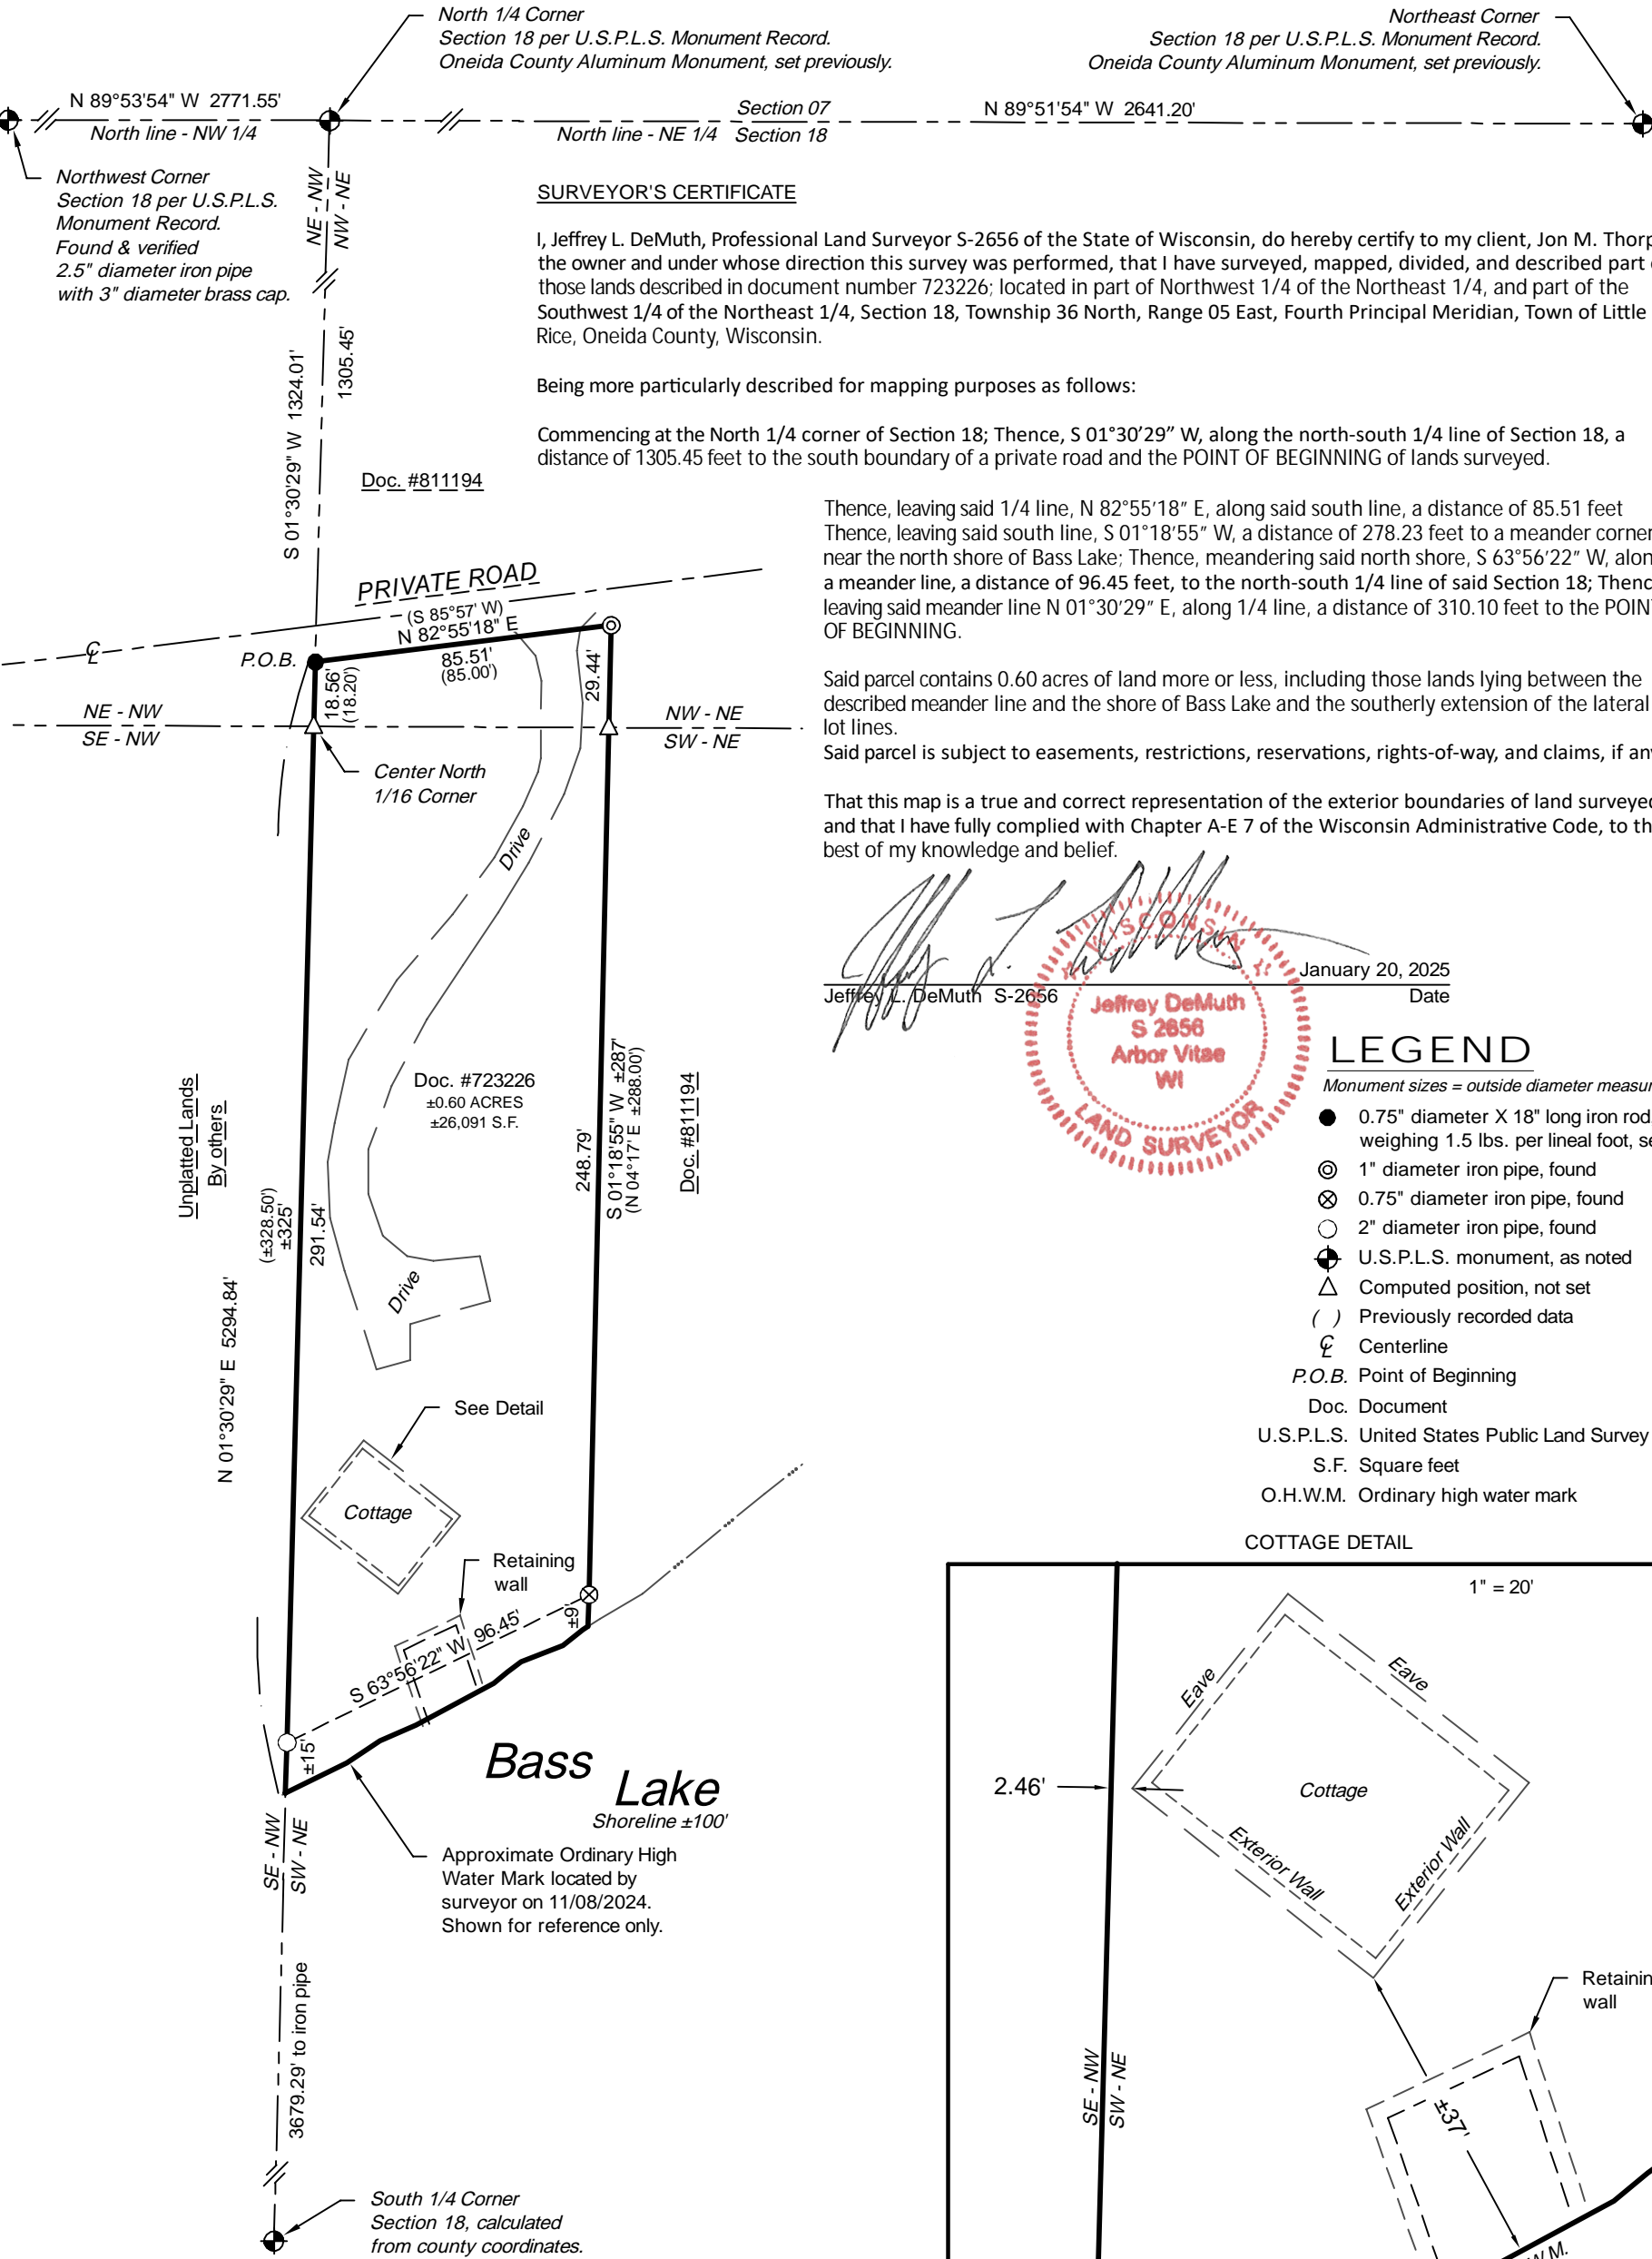 North 1/4 Corner
Section 18 per U.S.P.L.S. Monument Record.
Oneida County Aluminum Monument, set previously.
Northeast Corner
Section 18 per U.S.P.L.S. Monument Record.
Oneida County Aluminum Monument, set previously.
N 89°53'54" W 2771.55'
North line - NW 1/4
Section 07
North line - NE 1/4 Section 18
N 89°51'54" W 2641.20'
Northwest Corner
Section 18 per U.S.P.L.S.
Monument Record.
Found & verified
2.5" diameter iron pipe
with 3" diameter brass cap.
NE - NW
NW - NE
S 01°30'29" W 1324.01'
1305.45'
SURVEYOR'S CERTIFICATE
I, Jeffrey L. DeMuth, Professional Land Surveyor S-2656 of the State of Wisconsin, do hereby certify to my client, Jon M. Thorp
the owner and under whose direction this survey was performed, that I have surveyed, mapped, divided, and described part
those lands described in document number 723226; located in part of Northwest 1/4 of the Northeast 1/4, and part of the
Southwest 1/4 of the Northeast 1/4, Section 18, Township 36 North, Range 05 East, Fourth Principal Meridian, Town of Little
Rice, Oneida County, Wisconsin.
Being more particularly described for mapping purposes as follows:
Commencing at the North 1/4 corner of Section 18; Thence, S 01°30’29” W, along the north-south 1/4 line of Section 18, a
distance of 1305.45 feet to the south boundary of a private road and the POINT OF BEGINNING of lands surveyed.
Thence, leaving said 1/4 line, N 82°55’18” E, along said south line, a distance of 85.51 feet
Thence, leaving said south line, S 01°18’55” W, a distance of 278.23 feet to a meander corner
near the north shore of Bass Lake; Thence, meandering said north shore, S 63°56’22” W, alon
a meander line, a distance of 96.45 feet, to the north-south 1/4 line of said Section 18; Thenc
leaving said meander line N 01°30’29” E, along 1/4 line, a distance of 310.10 feet to the POIN
OF BEGINNING.
Said parcel contains 0.60 acres of land more or less, including those lands lying between the
described meander line and the shore of Bass Lake and the southerly extension of the lateral
lot lines.
Said parcel is subject to easements, restrictions, reservations, rights-of-way, and claims, if an
That this map is a true and correct representation of the exterior boundaries of land surveyed
and that I have fully complied with Chapter A-E 7 of the Wisconsin Administrative Code, to th
best of my knowledge and belief.
January 20, 2025
Jeffrey L. DeMuth S-2656
Date
WISCONSIN
Jeffrey DeMuth
S 2656
Arbor Vitae
WI
LAND SURVEYOR
Doc. #811194
PRIVATE ROAD
(S 85°57' W)
N 82°55'18" E
85.51'
(85.00')
P.O.B.
18.56'
(18.20')
29.44'
NE - NW
SE - NW
NW - NE
SW - NE
Center North
1/16 Corner
Drive
Doc. #723226
±0.60 ACRES
±26,091 S.F.
Unplatted Lands
By others
(±328.50')
±325'
291.54'
248.79'
S 01°18'55" W ±287'
(N 04°17' E ±288.00')
Doc. #811194
N 01°30'29" E 5294.84'
Drive
See Detail
Cottage
Retaining
wall
S 63°56'22" W 96.45'
±9'
±15'
Bass
Lake
Shoreline ±100'
Approximate Ordinary High
Water Mark located by
surveyor on 11/08/2024.
Shown for reference only.
SE - NW
SW - NE
3679.29' to iron pipe
South 1/4 Corner
Section 18, calculated
from county coordinates.
LEGEND
Monument sizes = outside diameter measu
0.75" diameter X 18" long iron rod
weighing 1.5 lbs. per lineal foot, se
1" diameter iron pipe, found
0.75" diameter iron pipe, found
2" diameter iron pipe, found
U.S.P.L.S. monument, as noted
Computed position, not set
( ) Previously recorded data
℄ Centerline
P.O.B. Point of Beginning
Doc. Document
U.S.P.L.S. United States Public Land Survey
S.F. Square feet
O.H.W.M. Ordinary high water mark
COTTAGE DETAIL
1" = 20'
Eave
Eave
2.46'
Cottage
Exterior Wall
Exterior Wall
Retainin
wall
SE - NW
SW - NE
±37'
W.M.